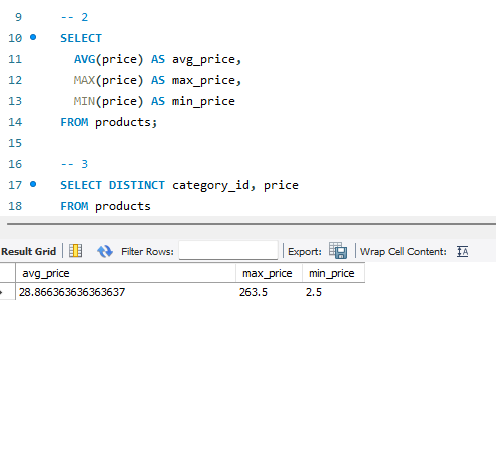 9 -- 2
10 SELECT
11 AVG(price) AS avg_price,
12 MAX(price) AS max_price,
13 MIN(price) AS min_price
14 FROM products;
15
16 -- 3
17 SELECT DISTINCT category_id, price
18 FROM products
Result Grid Filter Rows: Export: Wrap Cell Content: IA
avg_price max_price min_price
28.866363636363637 263.5 2.5